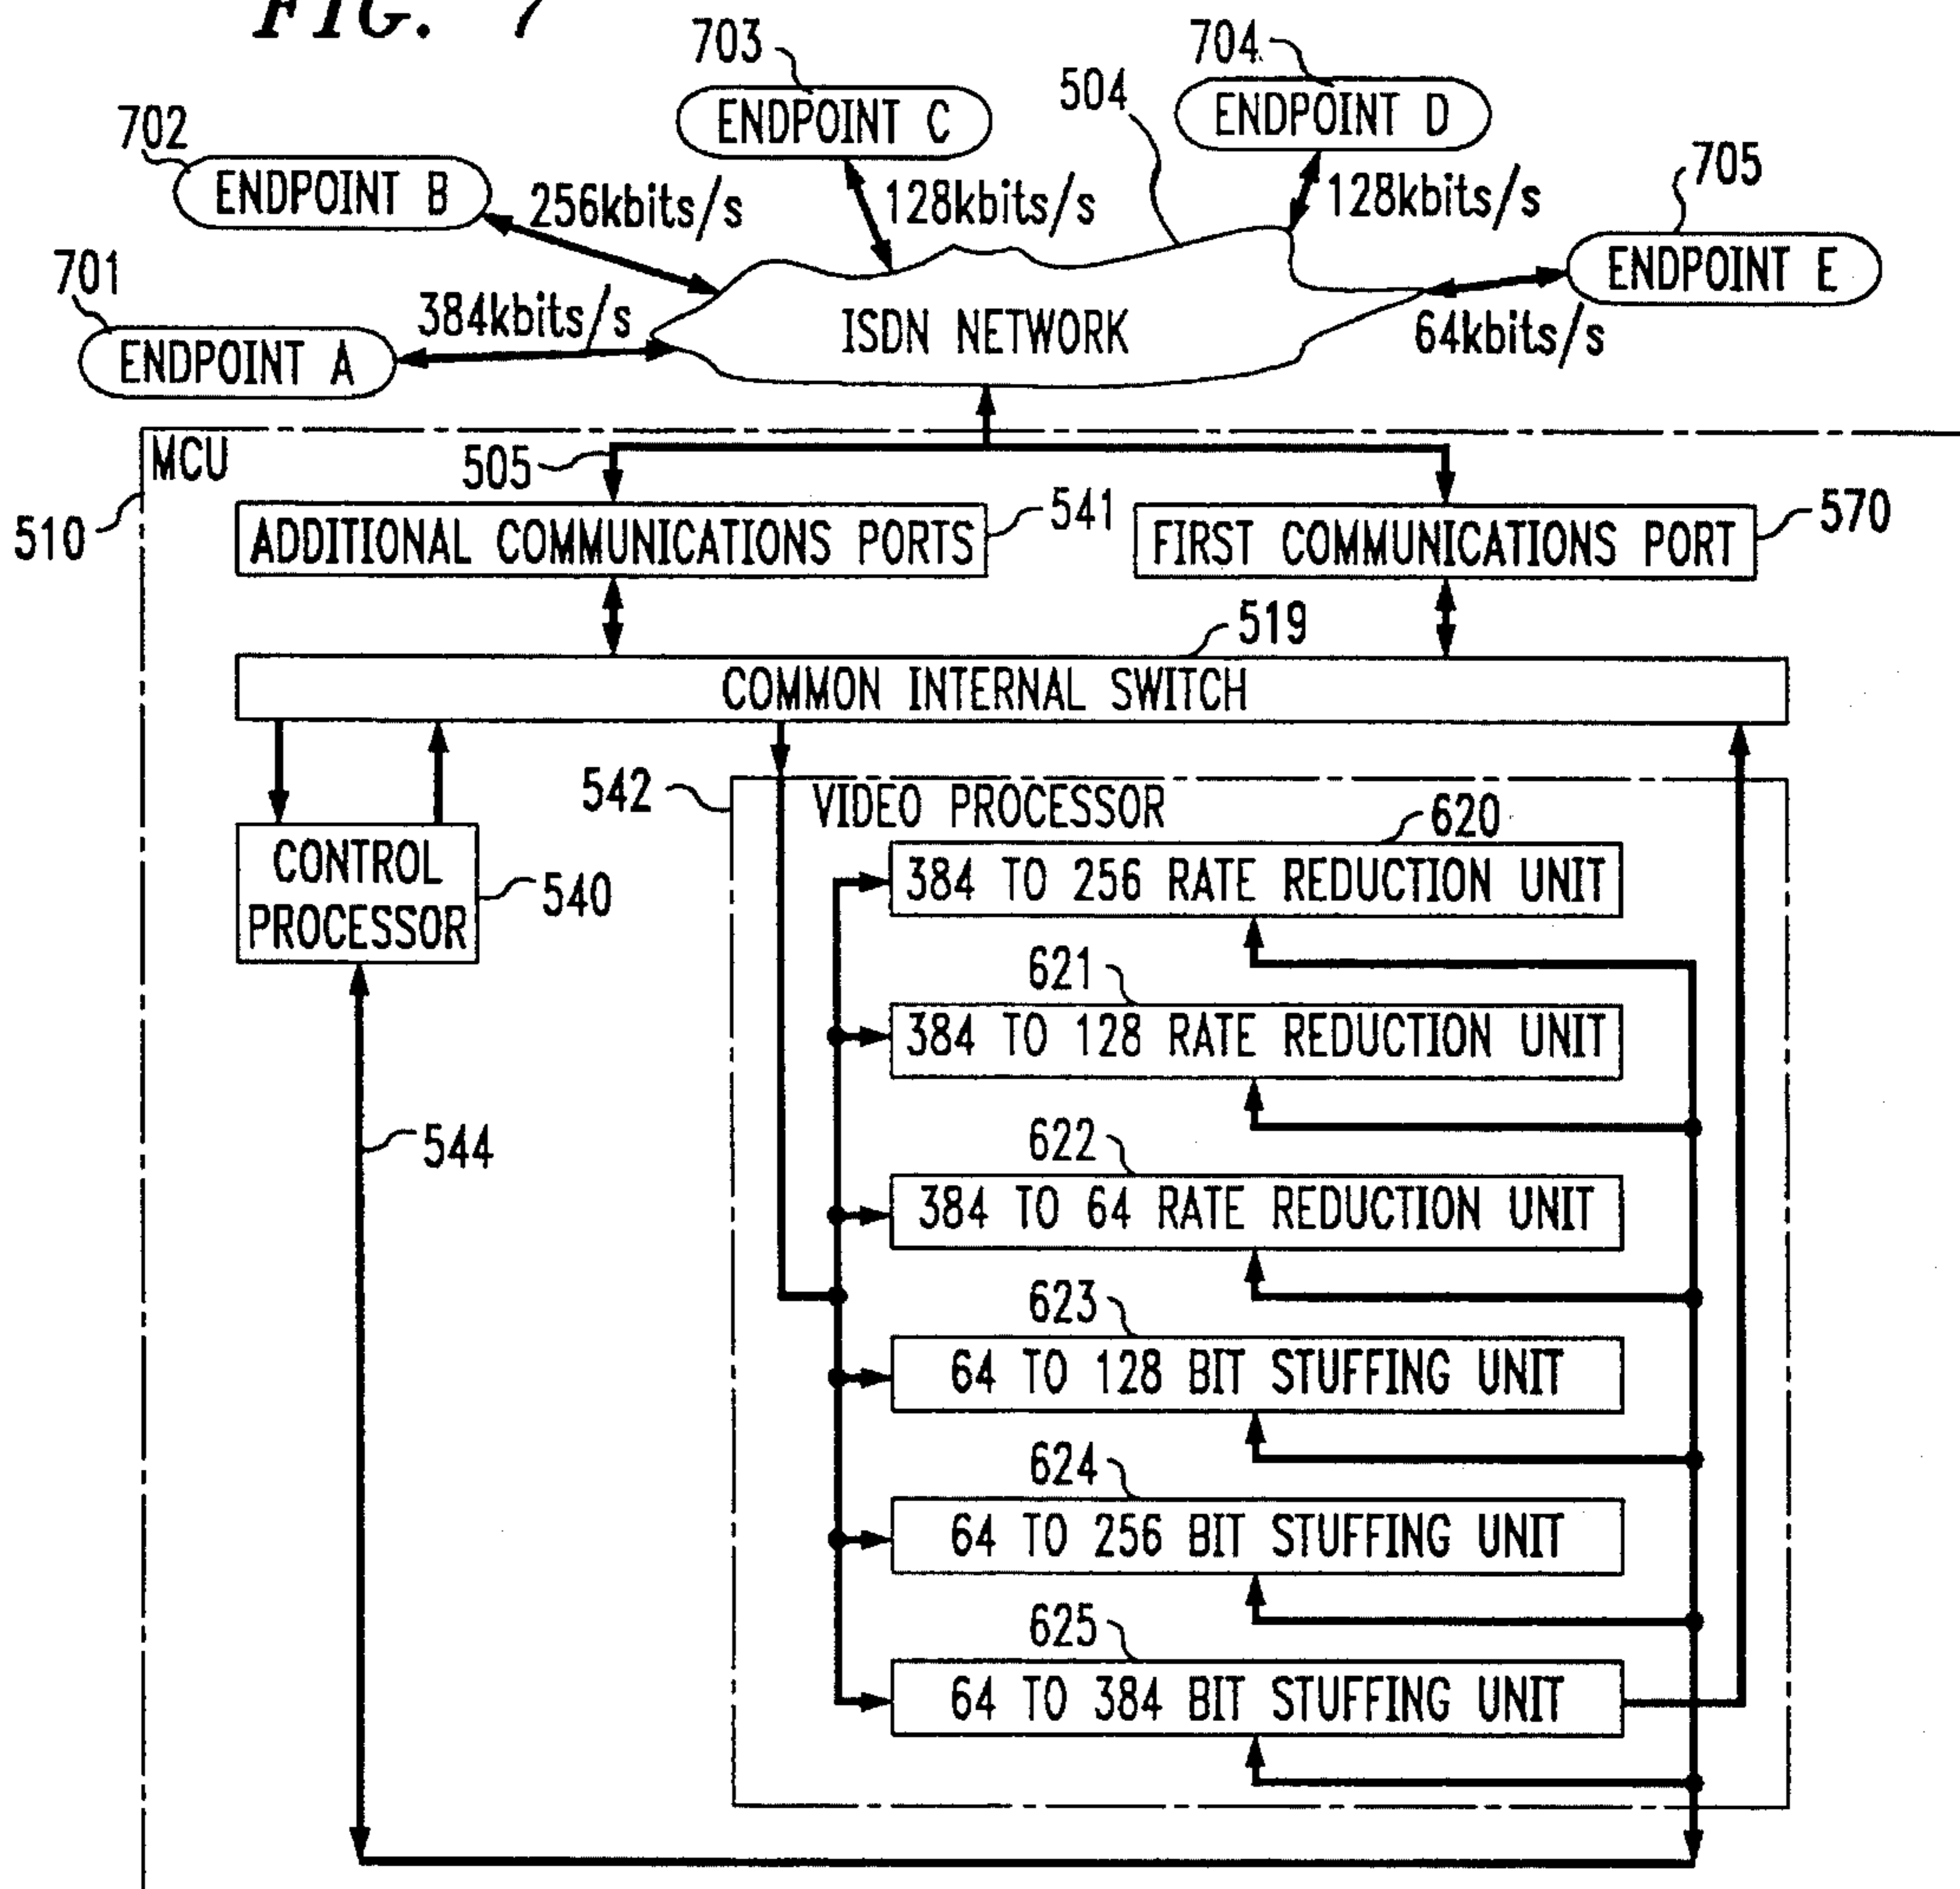 FIG. 7
703
704
504
ENDPOINT C
ENDPOINT D
702
705
ENDPOINT B
256kbits/s
128kbits/s
128kbits/s
701
ENDPOINT E
384kbits/s
ISDN NETWORK
64kbits/s
ENDPOINT A
MCU
505
510
ADDITIONAL COMMUNICATIONS PORTS
541
FIRST COMMUNICATIONS PORT
570
519
COMMON INTERNAL SWITCH
542
VIDEO PROCESSOR
620
CONTROL
PROCESSOR
540
384 TO 256 RATE REDUCTION UNIT
621
384 TO 128 RATE REDUCTION UNIT
544
622
384 TO 64 RATE REDUCTION UNIT
623
64 TO 128 BIT STUFFING UNIT
624
64 TO 256 BIT STUFFING UNIT
625
64 TO 384 BIT STUFFING UNIT